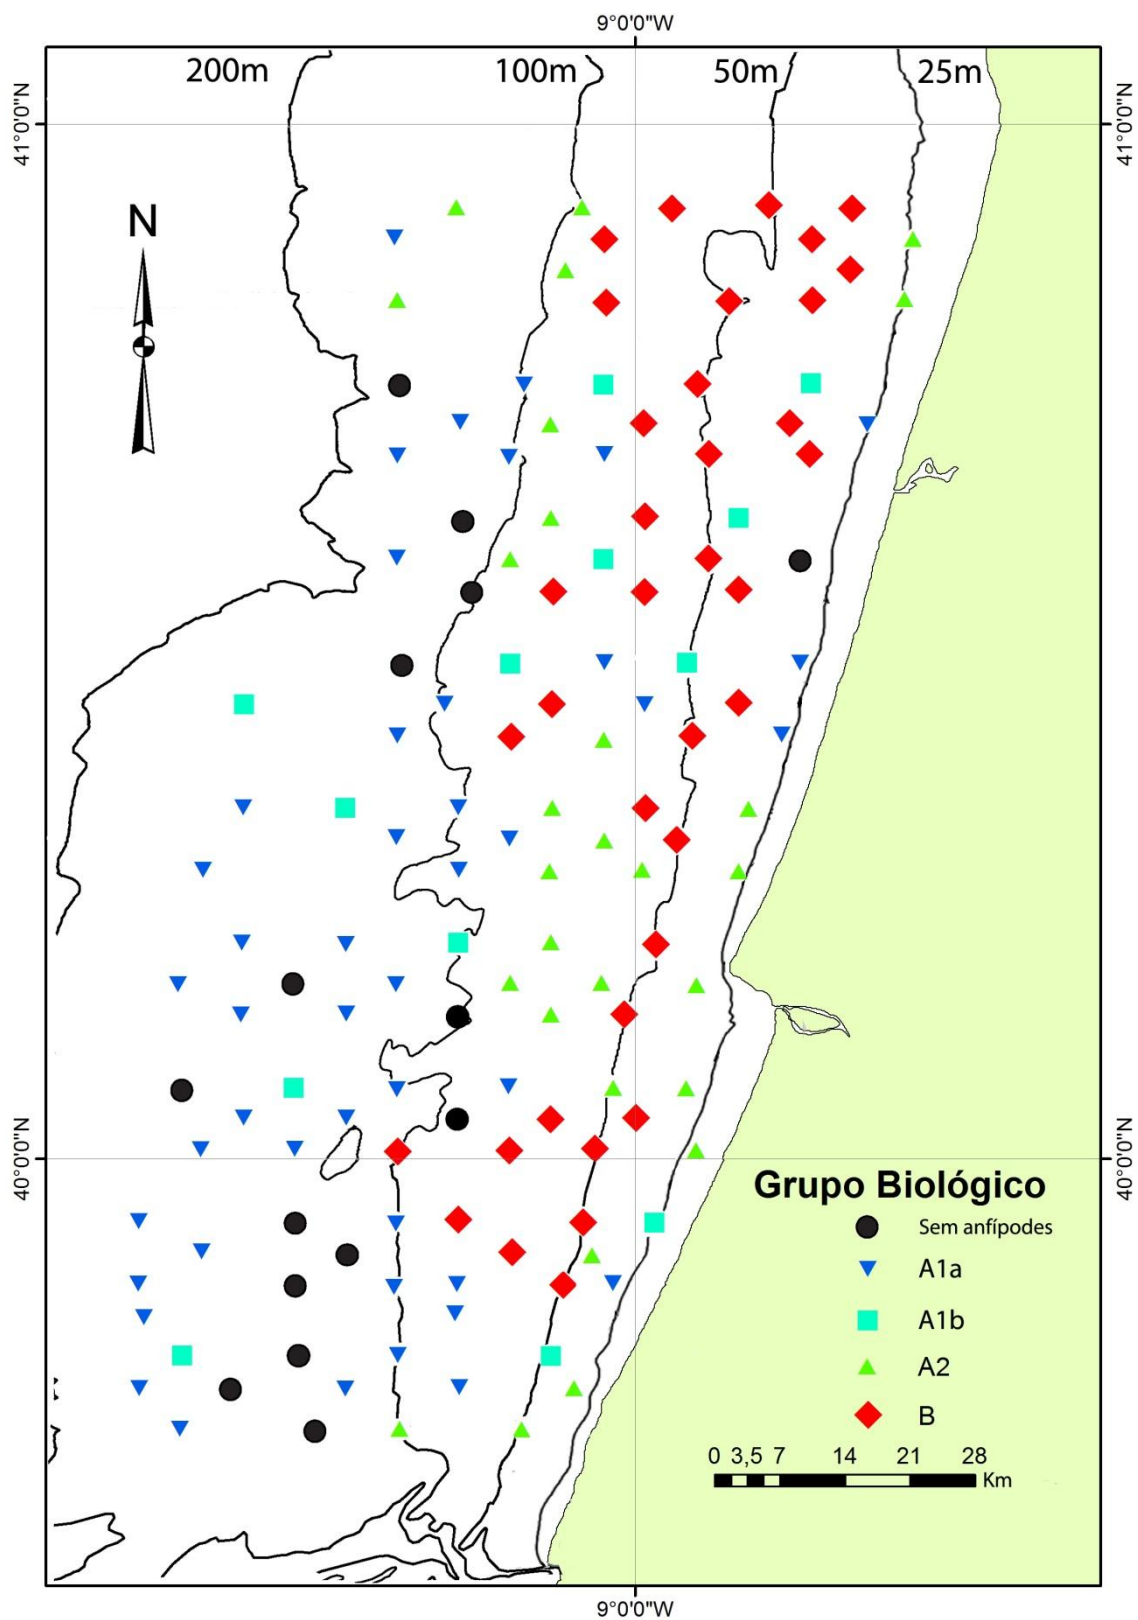 9°0'0"W
200m 100m 50m 25m
41°0'0"N 41°0'0"N
N
40°0'0"N 40°0'0"N
Grupo Biológico
Sem anfípodes
A1a
A1b
A2
B
0 3,5 7 14 21 28
Km
9°0'0"W